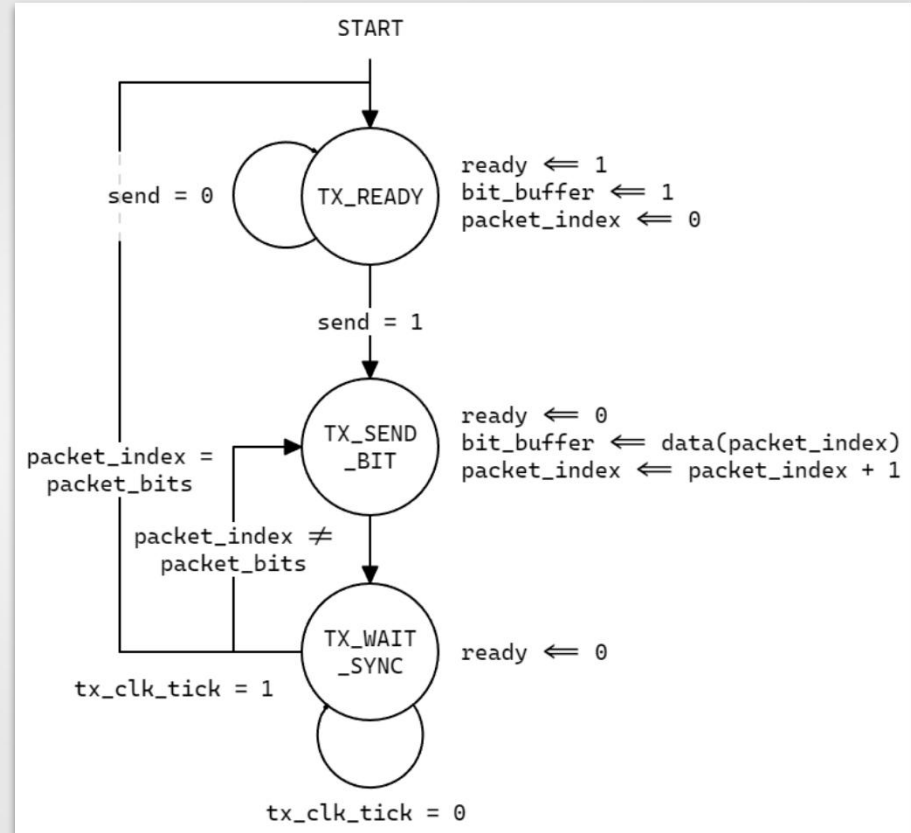 START
ready ⇐ 1
send = 0
TX_READY
bit_buffer ⇐ 1
packet_index ⇐ 0
send = 1
ready ⇐ 0
TX_SEND
_BIT
bit_buffer ⇐ data(packet_index)
packet_index ⇐ packet_index + 1
packet_index =
packet_bits
packet_index ≠
packet_bits
TX_WAIT
_SYNC
ready ⇐ 0
tx_clk_tick = 1
tx_clk_tick = 0